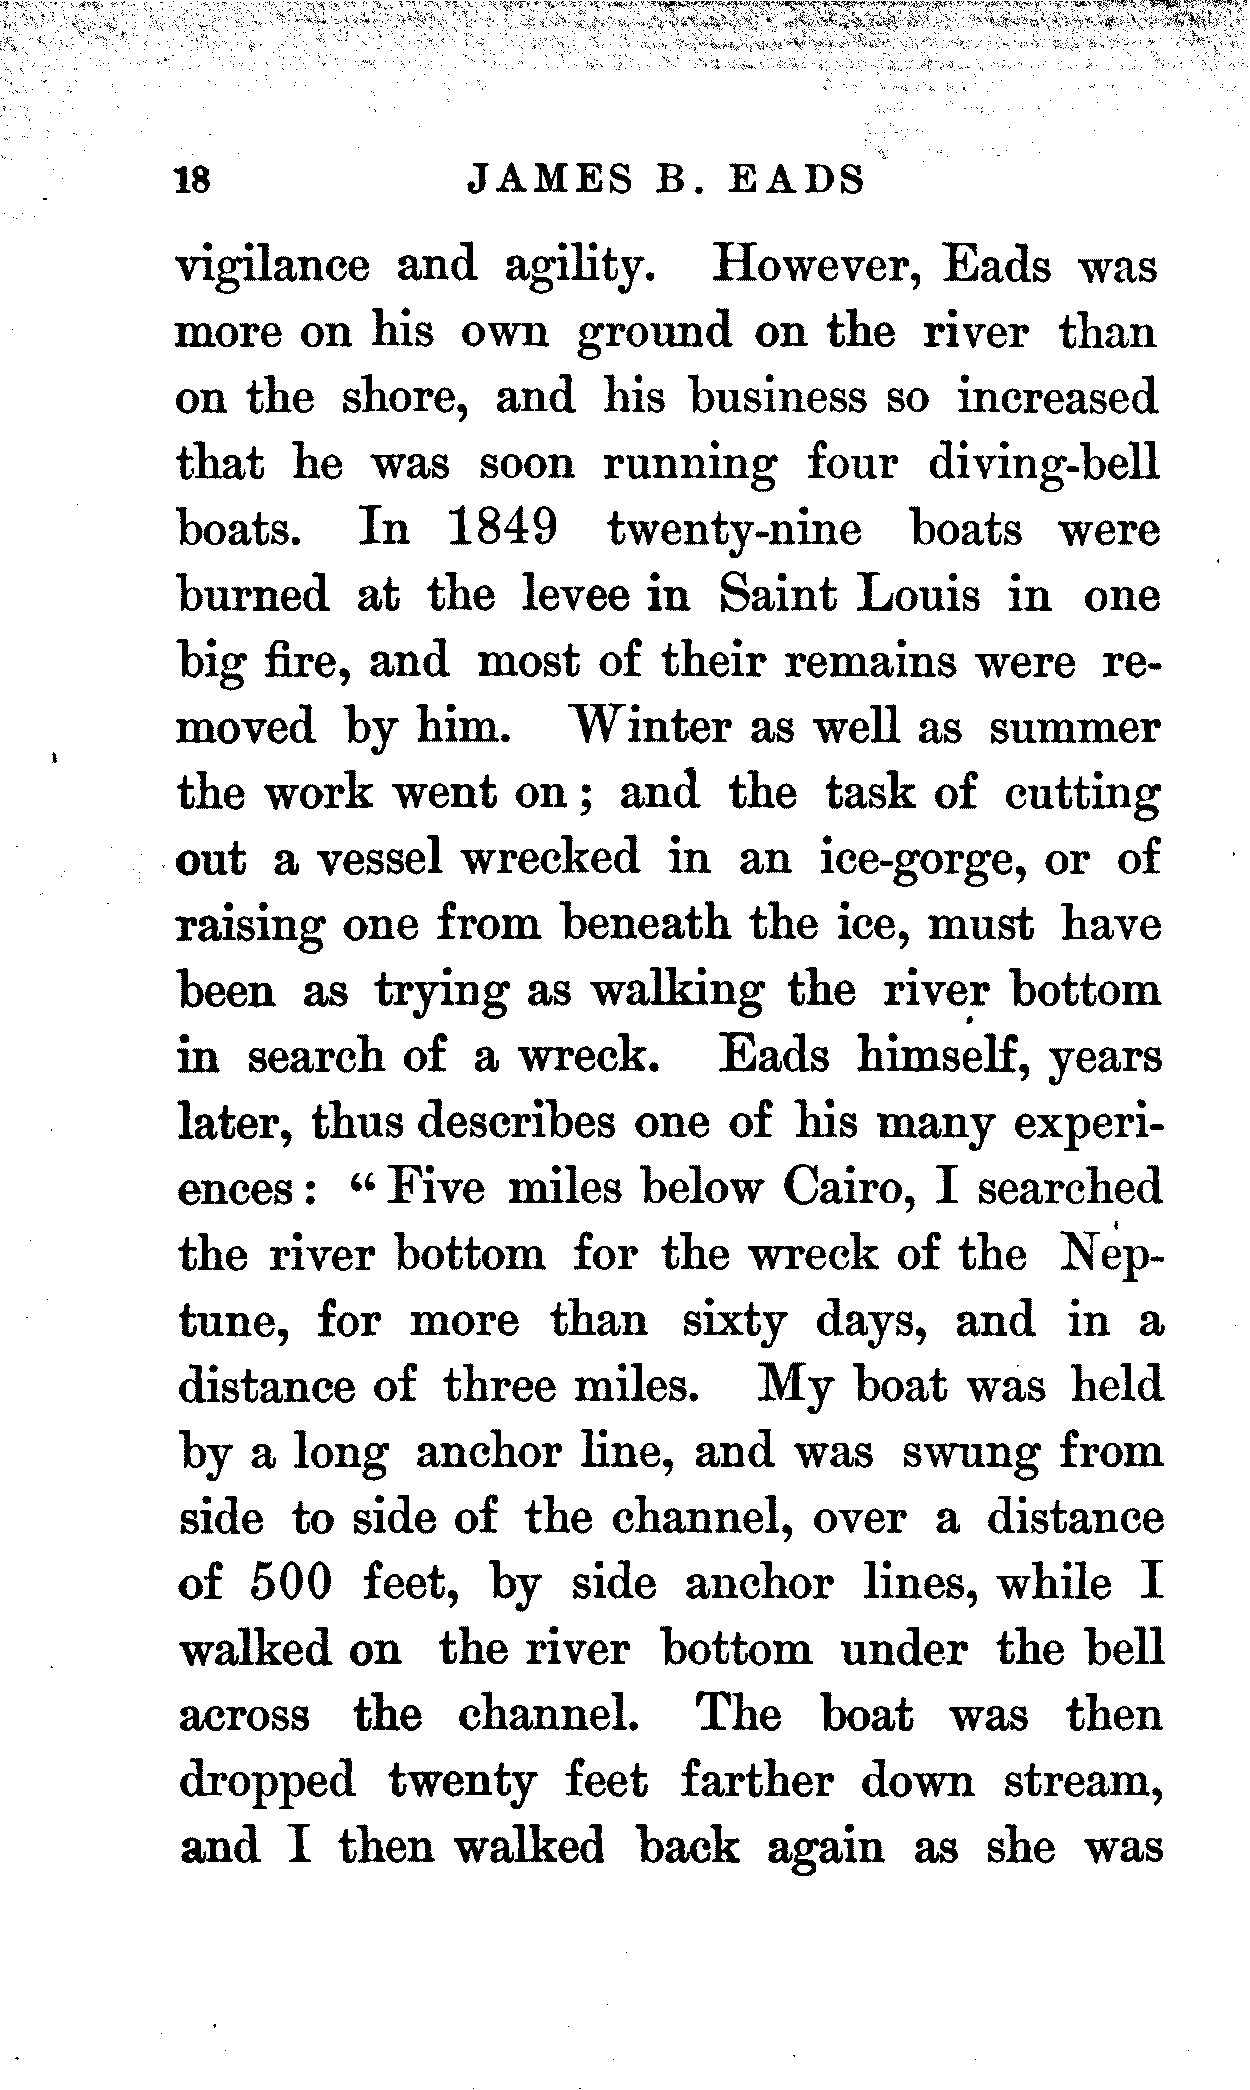 18 JAMES B. EADS
vigilance and agility. However, Eads was
more on his own ground on the river than
on the shore, and his business so increased
that he was soon running four diving-bell
boats. In 1849 twenty-nine boats were
burned at the levee in Saint Louis in one
big fire, and most of their remains were re-
moved by him. Winter as well as summer
the work went on; and the task of cutting
out a vessel wrecked in an ice-gorge, or of
raising one from beneath the ice, must have
been as trying as walking the river bottom
in search of a wreck. Eads himself, years
later, thus describes one of his many experi-
ences: “Five miles below Cairo, I searched
the river bottom for the wreck of the Nep-
tune, for more than sixty days, and in a
distance of three miles. My boat was held
by a long anchor line, and was swung from
side to side of the channel, over a distance
of 500 feet, by side anchor lines, while I
walked on the river bottom under the bell
across the channel. The boat was then
dropped twenty feet farther down stream,
and I then walked back again as she was